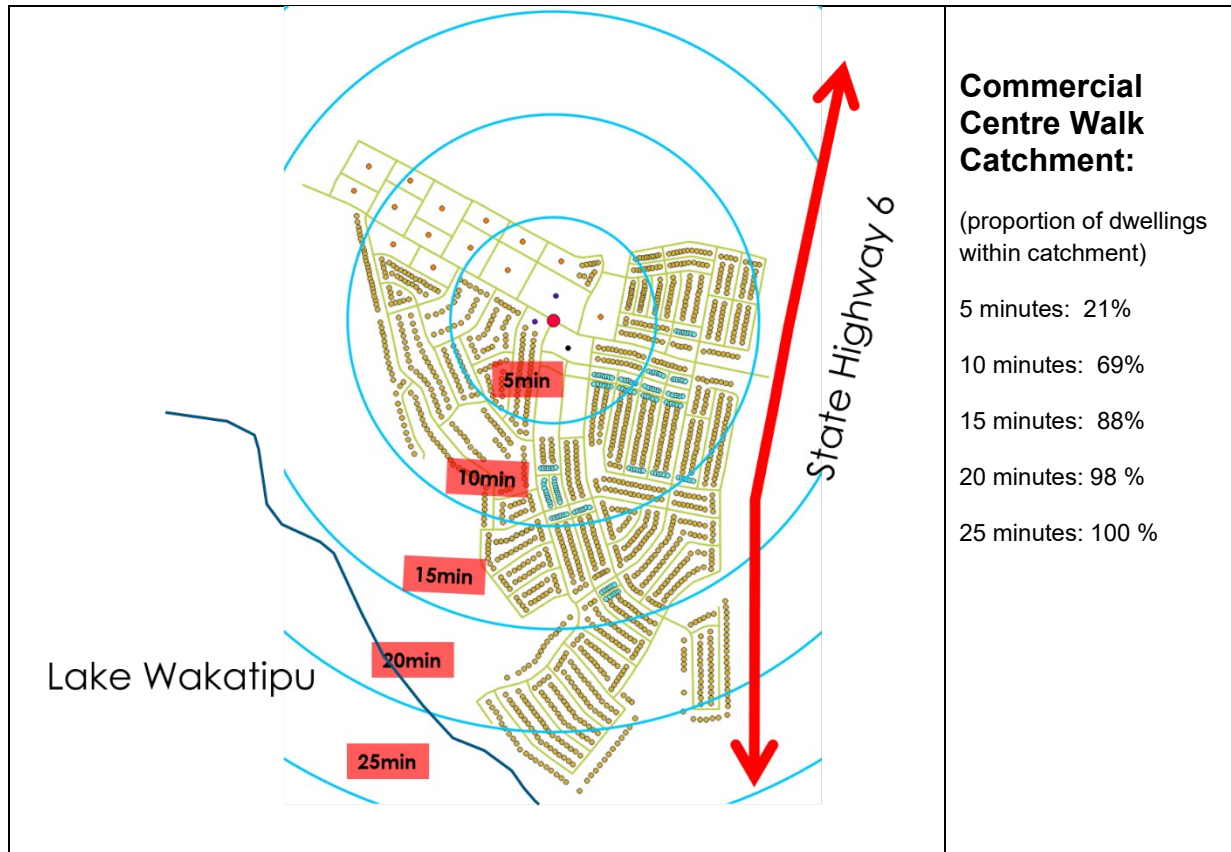 5min
10min
15min
20min
25min
Lake Wakatipu
State Highway 6
Commercial
Centre Walk
Catchment:
(proportion of dwellings
within catchment)
5 minutes: 21%
10 minutes: 69%
15 minutes: 88%
20 minutes: 98 %
25 minutes: 100 %